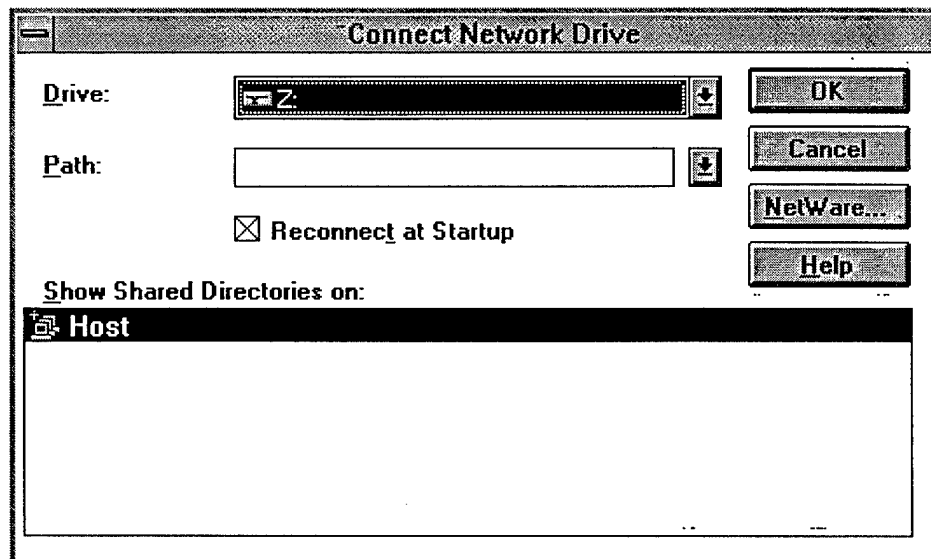 Connect Network Drive
Drive:
Z:
OK
Path:
Cancel
NetWare...
Reconnect at Startup
Help
Show Shared Directories on:
Host